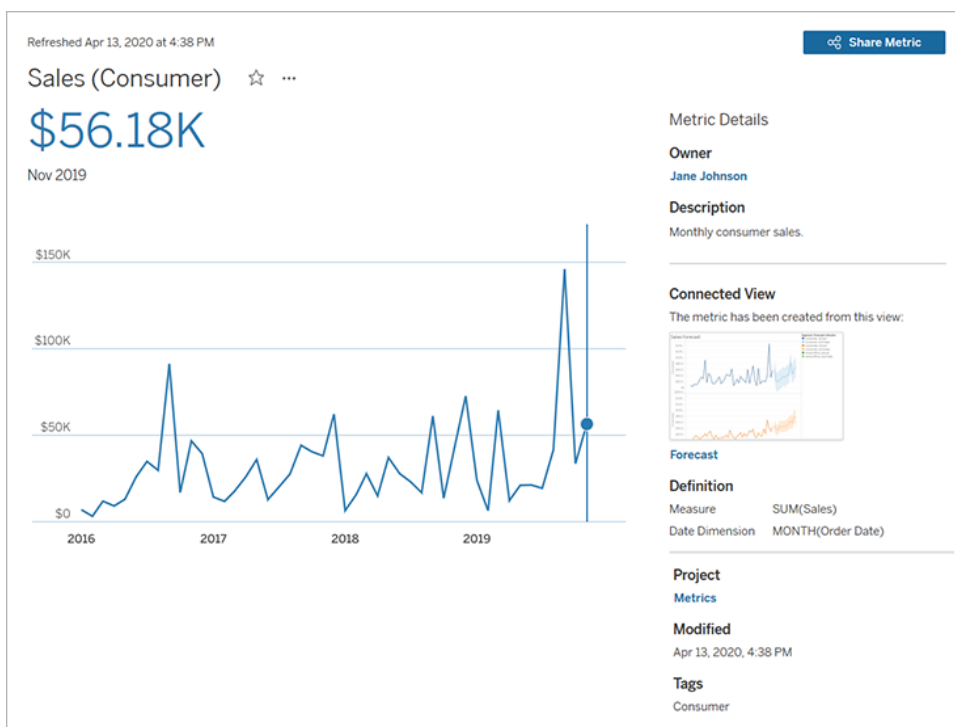 Refreshed Apr 13, 2020 at 4:38 PM
Share Metric
Sales (Consumer)
$56.18K
Nov 2019
$150K
$100K
$50K
$0
2016 2017 2018 2019
Metric Details
Owner
Jane Johnson
Description
Monthly consumer sales.
Connected View
The metric has been created from this view:
Sales Forecast
Forecast
Definition
Measure SUM(Sales)
Date Dimension MONTH(Order Date)
Project
Metrics
Modified
Apr 13, 2020, 4:38 PM
Tags
Consumer